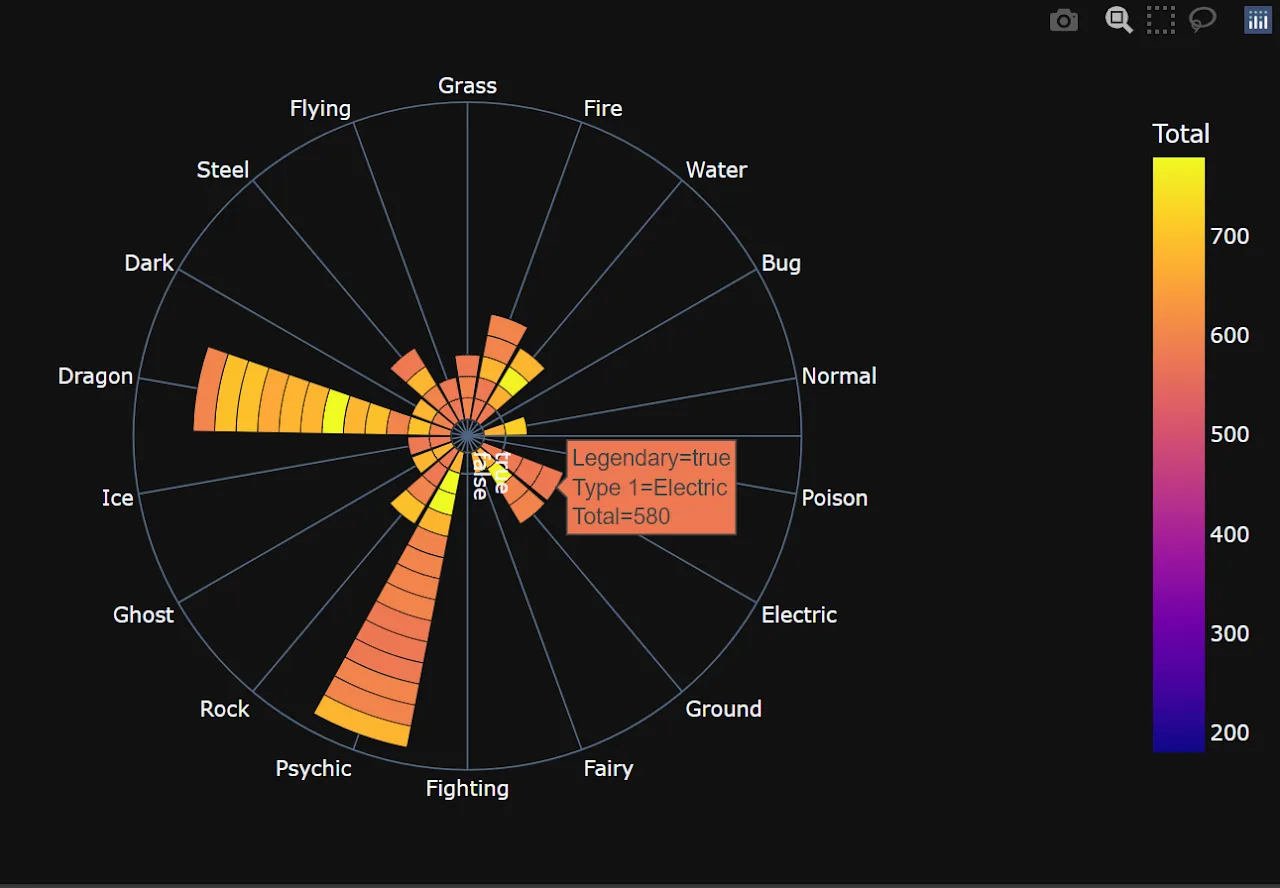 Grass
Flying
Fire
Steel
Water
Dark
Bug
Dragon
Normal
Ice
Poison
Ghost
Electric
Rock
Ground
Psychic
Fairy
Fighting
false
true
Legendary=true
Type 1=Electric
Total=580
Total
700
600
500
400
300
200